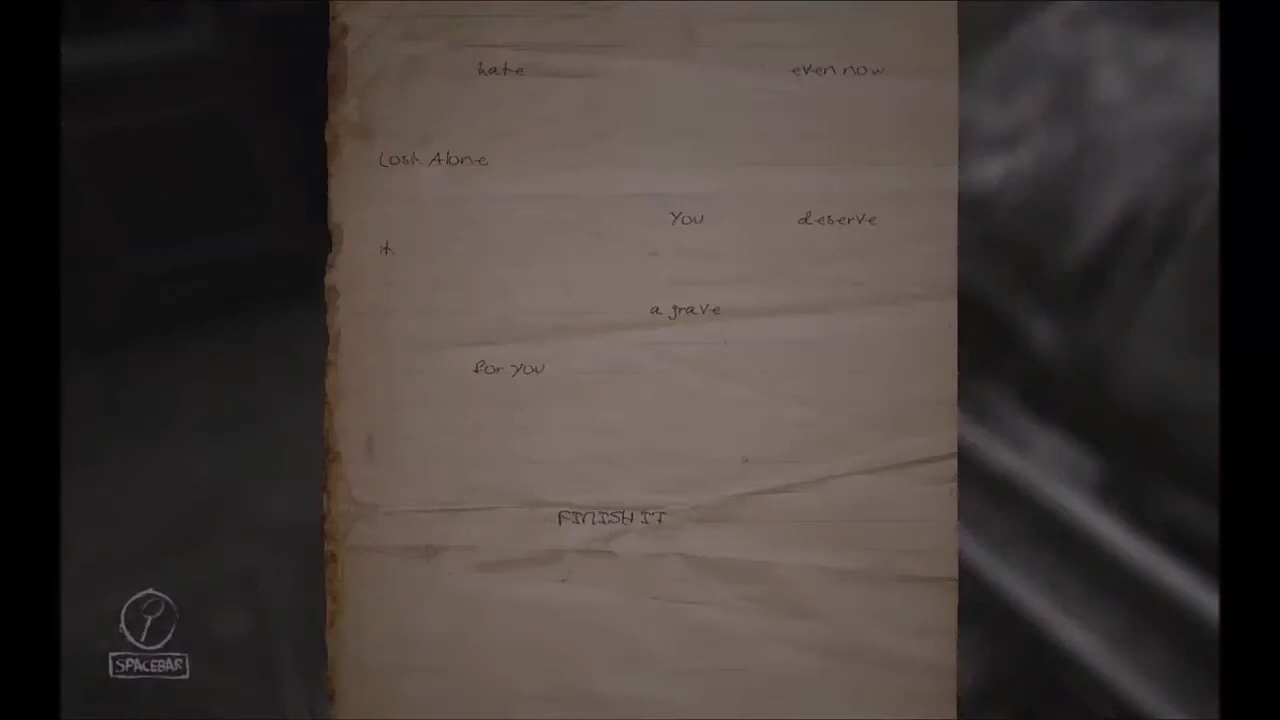 hate even now
Lost Alone
You deserve
it.
a grave
for you
FINISH IT
SPACEBAR